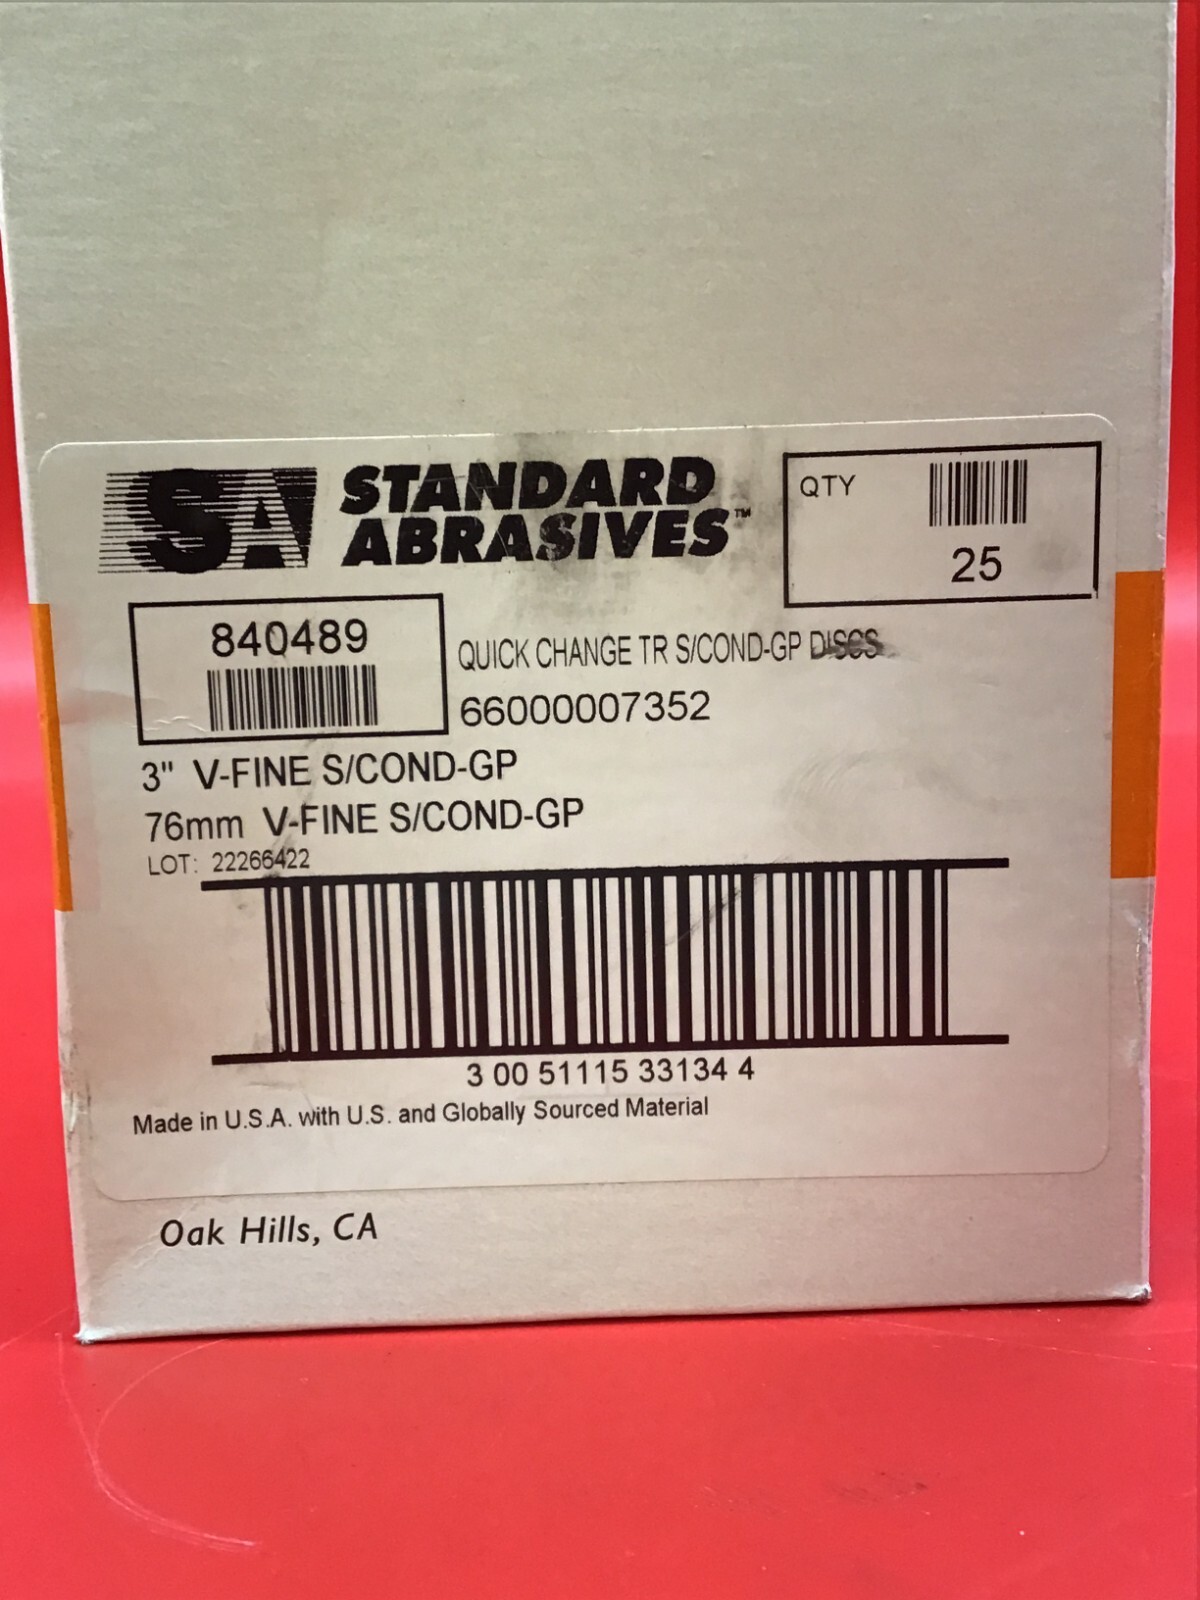 SA
STANDARD
ABRASIVES™
QTY
25
840489
QUICK CHANGE TR S/COND-GP DISCS
66000007352
3" V-FINE S/COND-GP
76mm V-FINE S/COND-GP
LOT: 22266422
3 00 51115 33134 4
Made in U.S.A. with U.S. and Globally Sourced Material
Oak Hills, CA